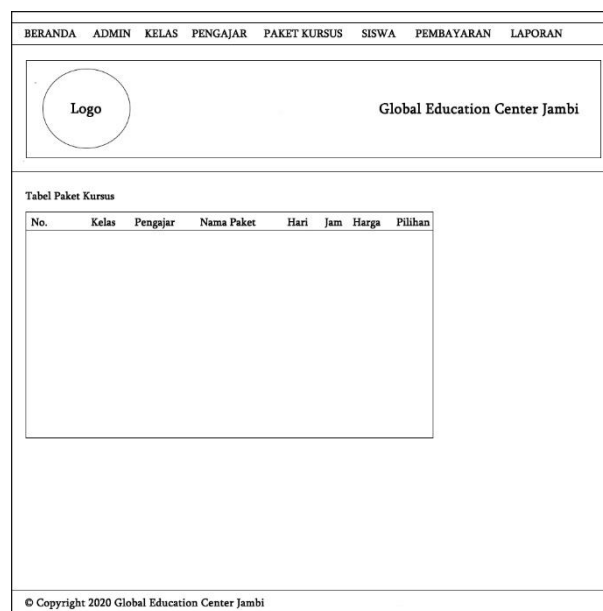 BERANDA ADMIN KELAS PENGAJAR PAKET KURSUS SISWA PEMBAYARAN LAPORAN
Logo
Global Education Center Jambi
Tabel Paket Kursus
No. Kelas Pengajar Nama Paket Hari Jam Harga Pilihan
© Copyright 2020 Global Education Center Jambi